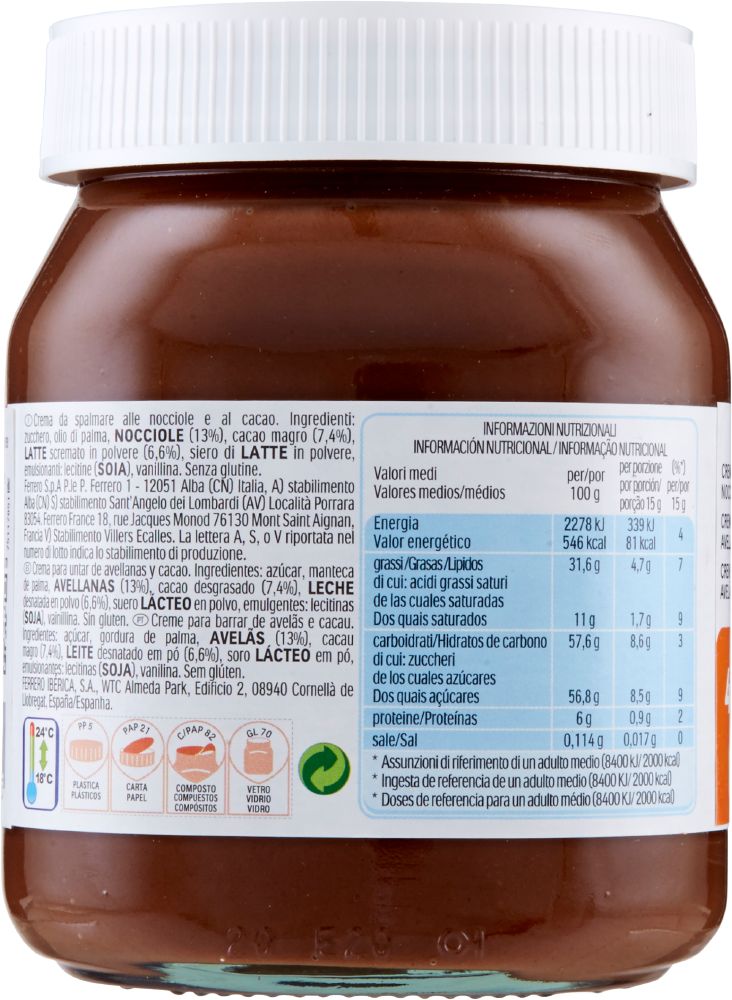 Ⓘ Crema da spalmare alle nocciole e al cacao. Ingredienti:
zucchero, olio di palma, NOCCIOLE (13%), cacao magro (7,4%),
LATTE scremato in polvere (6,6%), siero di LATTE in polvere,
emulsionanti: lecitine (SOIA), vanillina. Senza glutine.
Ferrero S.p.A P.le P. Ferrero 1 - 12051 Alba (CN) Italia, A) stabilimento
Alba (CN) S) stabilimento Sant'Angelo dei Lombardi (AV) Località Porrara
83054. Ferrero France 18, rue Jacques Monod 76130 Mont Saint Aignan,
Francia V) Stabilimento Villers Ecalles. La lettera A, S, o V riportata nel
numero di lotto indica lo stabilimento di produzione.
Ⓔ Crema para untar de avellanas y cacao. Ingredientes: azúcar, manteca
de palma, AVELLANAS (13%), cacao desgrasado (7,4%), LECHE
desnatada en polvo (6,6%), suero LÁCTEO en polvo, emulgentes: lecitinas
(SOJA), vainillina. Sin gluten. Ⓟ Creme para barrar de avelãs e cacau.
Ingredientes: açúcar, gordura de palma, AVELÃS (13%), cacau
magro (7,4%), LEITE desnatado em pó (6,6%), soro LÁCTEO em pó,
emulsionantes: lecitinas (SOJA), vanilina. Sem glúten.
FERRERO IBÉRICA, S.A., WTC Almeda Park, Edificio 2, 08940 Cornellà de
Llobregat. España/Espanha.
24°C
18°C
PP 5
PLASTICA
PLÁSTICOS
PAP 21
CARTA
PAPEL
C/PAP 82
COMPOSTO
COMPUESTOS
COMPÓSITOS
GL 70
VETRO
VIDRIO
VIDRO
INFORMAZIONI NUTRIZIONALI
INFORMACIÓN NUTRICIONAL / INFORMAÇÃO NUTRICIONAL
Valori medi
Valores medios/médios
per/por
100 g
per porzione
por porción/
porção 15 g
(%*)
per/por
15 g
Energia 2278 kJ 339 kJ
Valor energético 546 kcal 81 kcal 4
grassi/Grasas/Lípidos 31,6 g 4,7 g 7
di cui: acidi grassi saturi
de las cuales saturadas
Dos quais saturados 11 g 1,7 g 9
carboidrati/Hidratos de carbono 57,6 g 8,6 g 3
di cui: zuccheri
de los cuales azúcares
Dos quais açúcares 56,8 g 8,5 g 9
proteine/Proteínas 6 g 0,9 g 2
sale/Sal 0,114 g 0,017 g 0
* Assunzioni di riferimento di un adulto medio (8400 kJ/ 2000 kcal)
* Ingesta de referencia de un adulto medio (8400 KJ/ 2000 kcal)
* Doses de referencia para un adulto médio (8400 KJ/ 2000 kcal)
20 E20